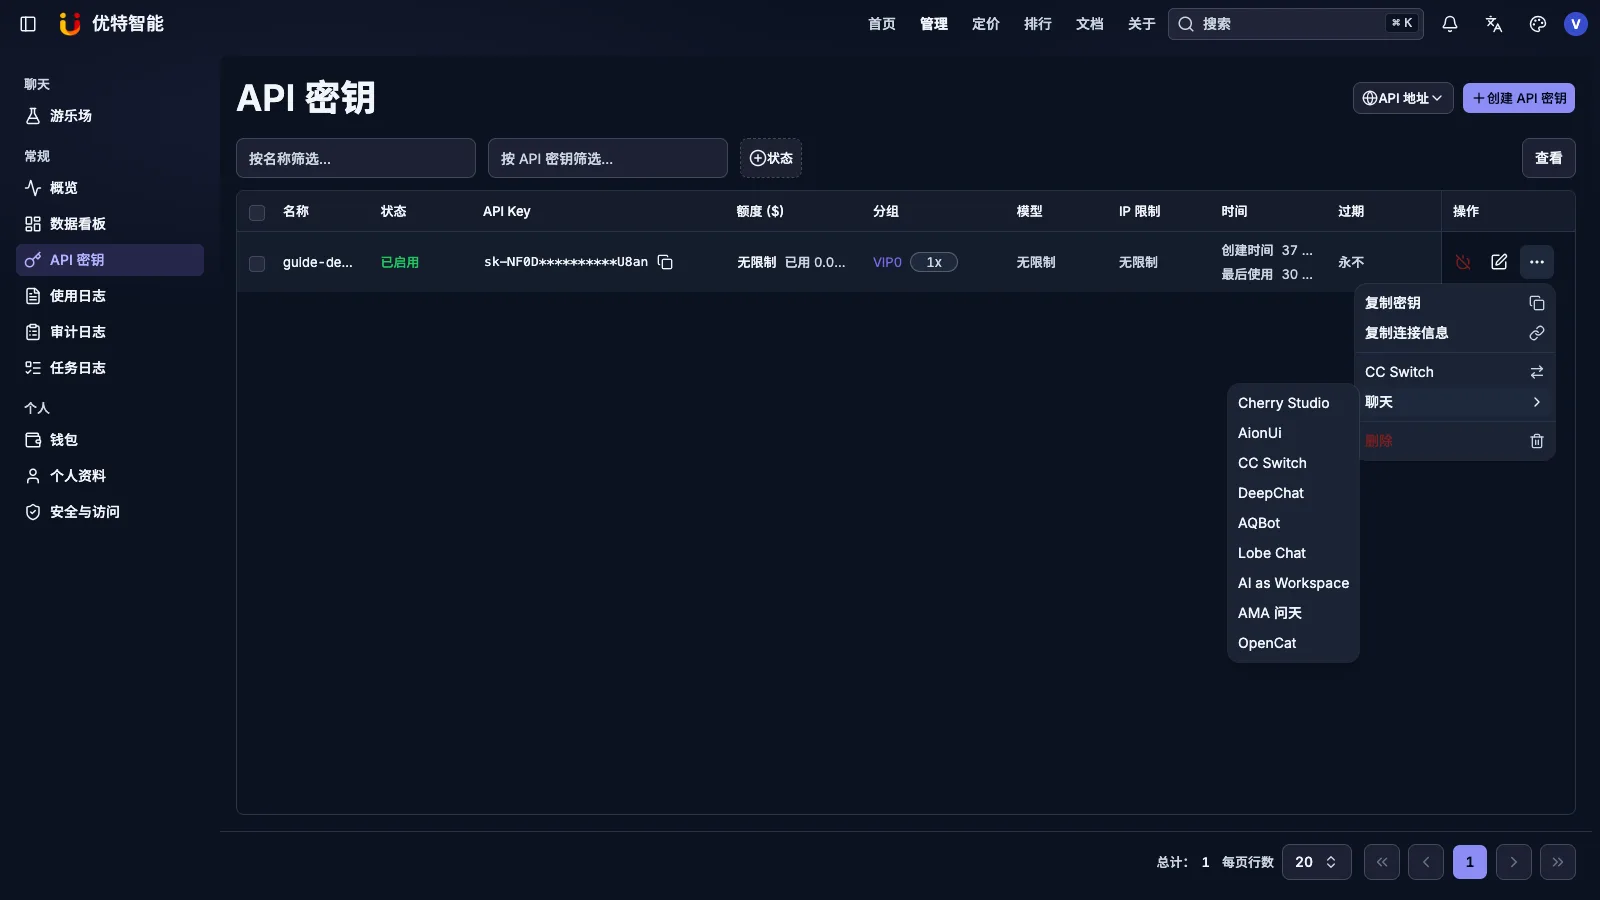 优特智能
首页
管理
定价
排行
文档
关于
搜索
⌘ K
V
聊天
游乐场
常规
概览
数据看板
API 密钥
使用日志
审计日志
任务日志
个人
钱包
个人资料
安全与访问
API 密钥
API 地址
创建 API 密钥
按名称筛选...
按 API 密钥筛选...
状态
查看
名称 状态 API Key 额度 ($) 分组 模型 IP 限制 时间 过期 操作
guide-de... 已启用 sk-NF0D**********U8an 无限制 已用 0.0... VIP0 1x 无限制 无限制 创建时间 37 ... 永不
最后使用 30 ...
复制密钥
复制连接信息
CC Switch
聊天
删除
Cherry Studio
AionUi
CC Switch
DeepChat
AQBot
Lobe Chat
AI as Workspace
AMA 问天
OpenCat
总计： 1 每页行数 20 1